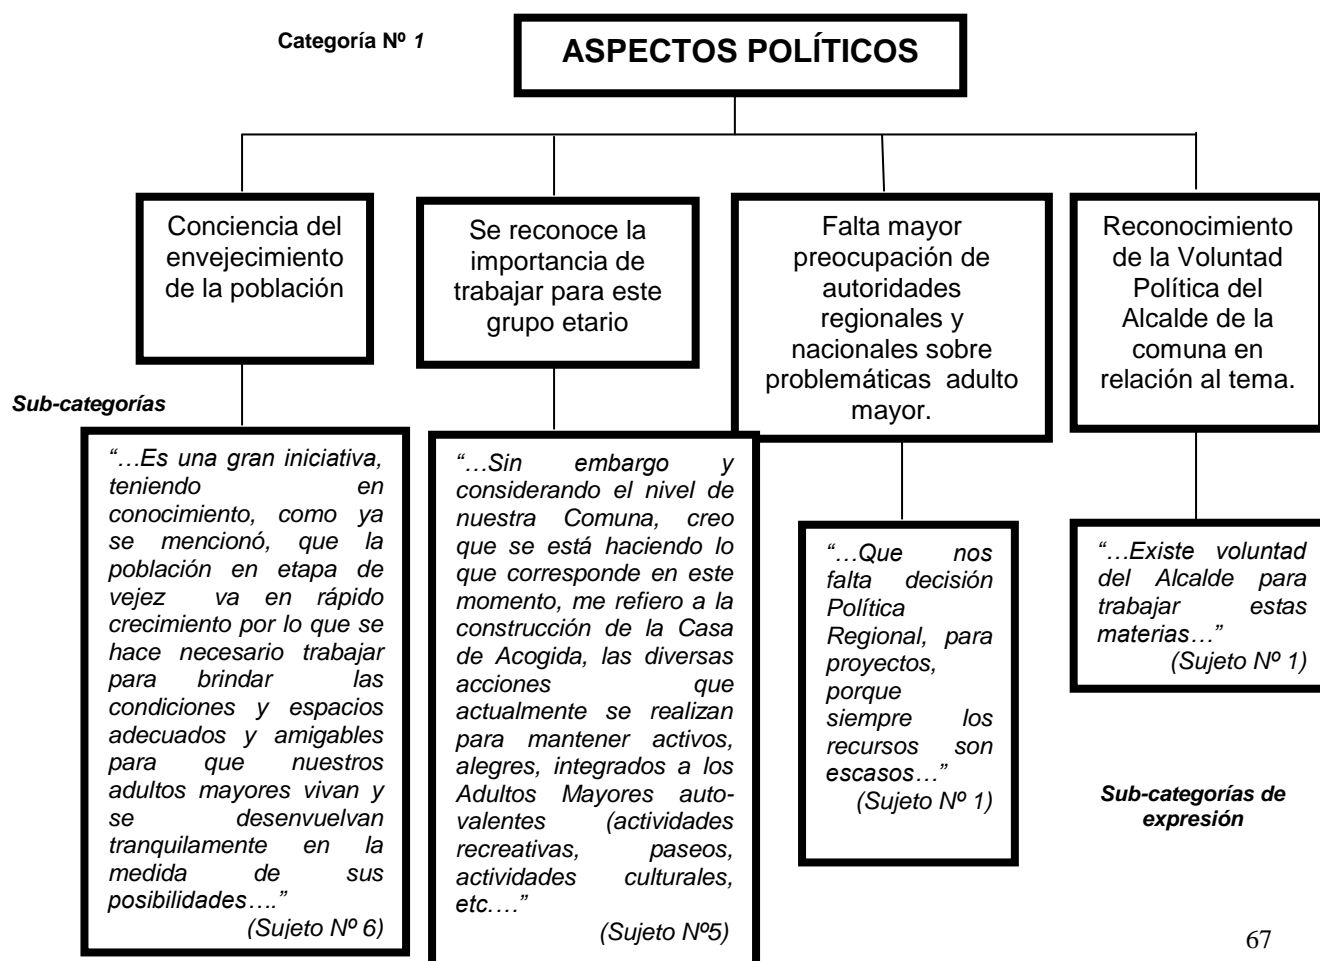 Categoría Nº 1
ASPECTOS POLÍTICOS
Conciencia del
envejecimiento
de la población
Se reconoce la
importancia de
trabajar para este
grupo etario
Falta mayor
preocupación de
autoridades
regionales y
nacionales sobre
problemáticas adulto
mayor.
Reconocimiento
de la Voluntad
Política del
Alcalde de la
comuna en
relación al tema.
Sub-categorías
“…Es una gran iniciativa,
teniendo en
conocimiento, como ya
se mencionó, que la
población en etapa de
vejez va en rápido
crecimiento por lo que se
hace necesario trabajar
para brindar las
condiciones y espacios
adecuados y amigables
para que nuestros
adultos mayores vivan y
se desenvuelvan
tranquilamente en la
medida de sus
posibilidades….”
(Sujeto Nº 6)
“…Sin embargo y
considerando el nivel de
nuestra Comuna, creo
que se está haciendo lo
que corresponde en este
momento, me refiero a la
construcción de la Casa
de Acogida, las diversas
acciones que
actualmente se realizan
para mantener activos,
alegres, integrados a los
Adultos Mayores auto-
valentes (actividades
recreativas, paseos,
actividades culturales,
etc.…”
(Sujeto Nº5)
“…Que nos
falta decisión
Política
Regional, para
proyectos,
porque
siempre los
recursos son
escasos…”
(Sujeto Nº 1)
“…Existe voluntad
del Alcalde para
trabajar estas
materias…”
(Sujeto Nº 1)
Sub-categorías de
expresión
67